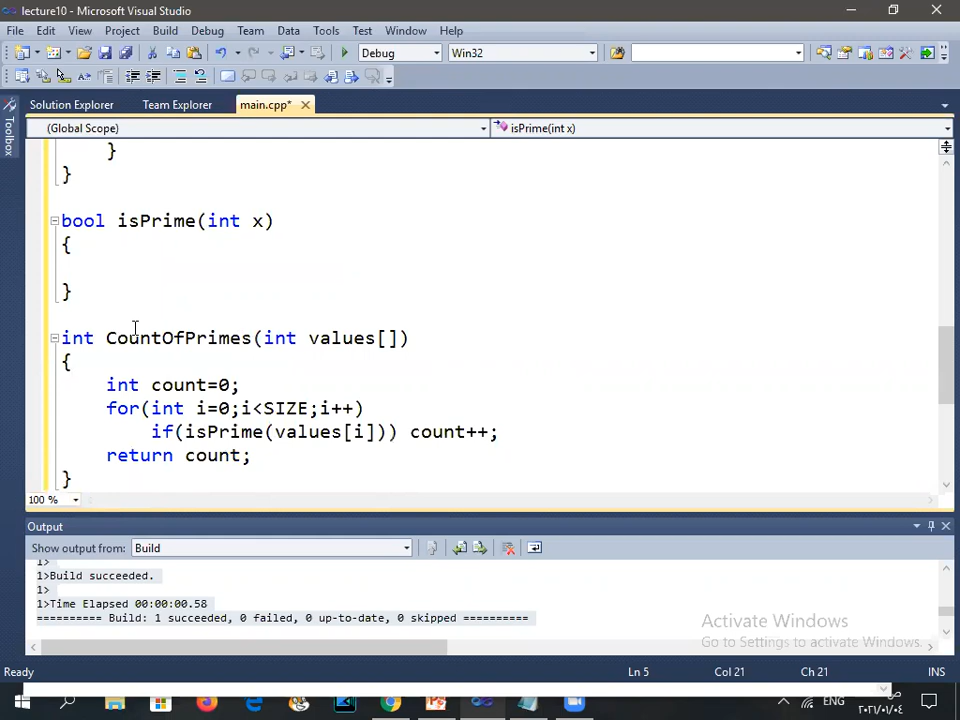 lecture10 - Microsoft Visual Studio
File Edit View Project Build Debug Team Data Tools Test Window Help
Debug Win32
Solution Explorer Team Explorer main.cpp*
(Global Scope) isPrime(int x)
Toolbox
}
}
bool isPrime(int x)
{
}
int CountOfPrimes(int values[])
{
int count=0;
for(int i=0;i<SIZE;i++)
if(isPrime(values[i])) count++;
return count;
}
100 %
Output
Show output from: Build
1>
1>Build succeeded.
1>
1>Time Elapsed 00:00:00.58
========== Build: 1 succeeded, 0 failed, 0 up-to-date, 0 skipped ==========
Activate Windows
Go to Settings to activate Windows.
Ready Ln 5 Col 21 Ch 21 INS
ENG
٢٠٢١/٠١/٠٤